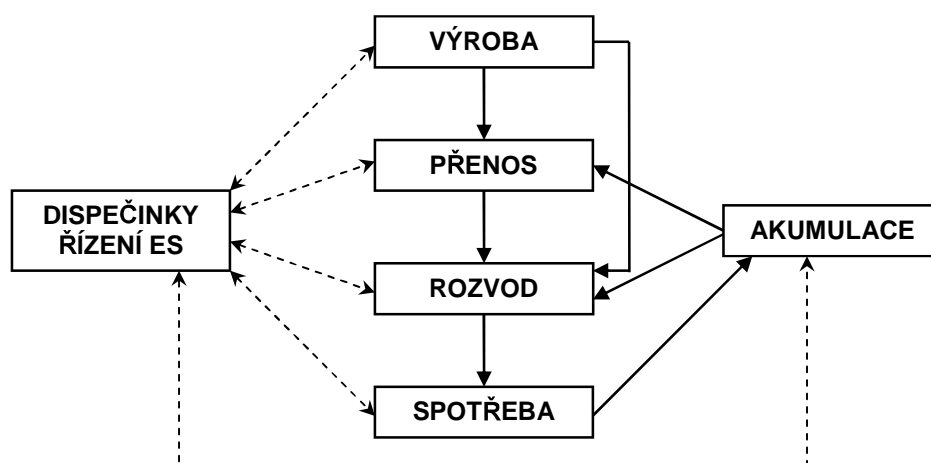 VÝROBA
PŘENOS
DISPEČINKY
ŘÍZENÍ ES
AKUMULACE
ROZVOD
SPOTŘEBA